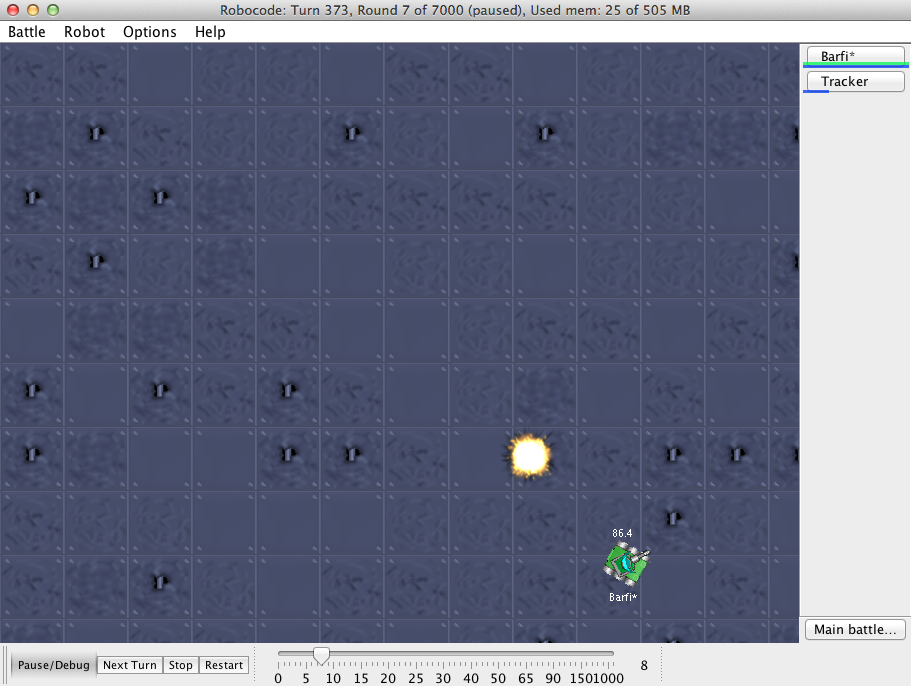 Robocode: Turn 373, Round 7 of 7000 (paused), Used mem: 25 of 505 MB
Battle Robot Options Help
Barfi*
Tracker
86.4
Barfi*
Main battle...
Pause/Debug Next Turn Stop Restart 8
0 5 10 15 20 25 30 40 50 65 90 150 1000